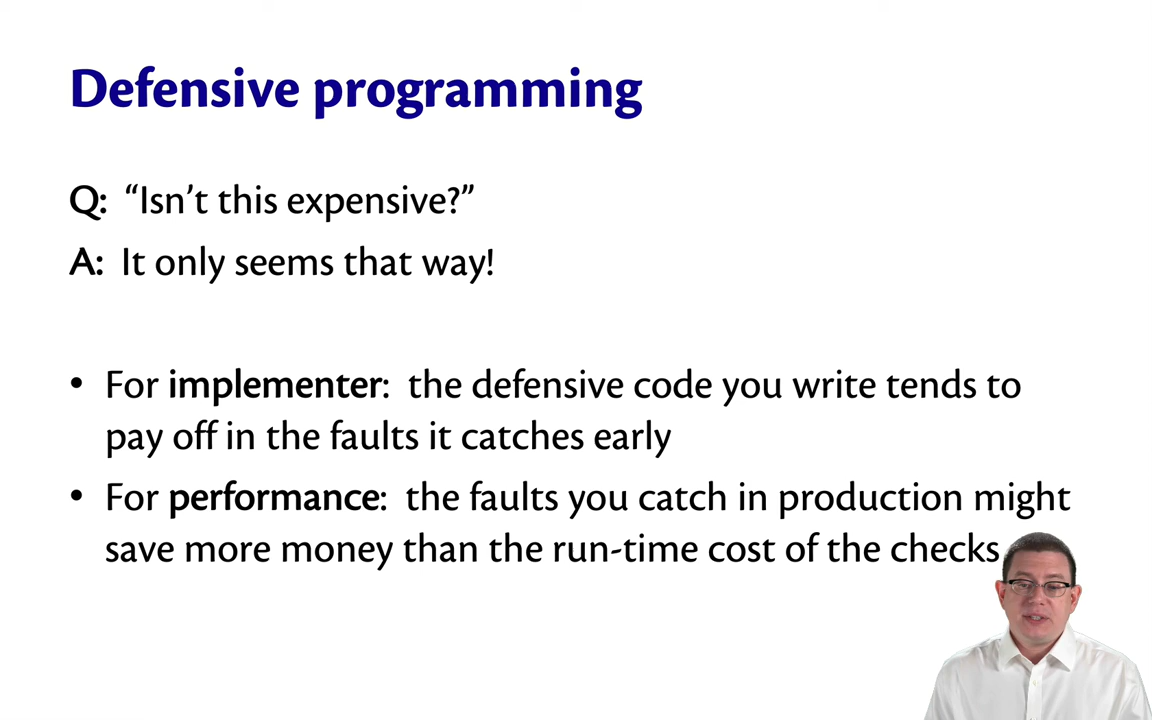 Defensive programming
Q: “Isn’t this expensive?”
A: It only seems that way!
• For implementer: the defensive code you write tends to
pay off in the faults it catches early
• For performance: the faults you catch in production might
save more money than the run-time cost of the checks